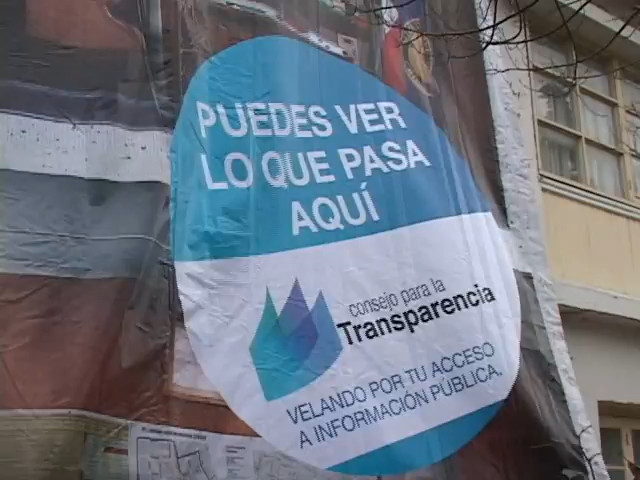 PUEDES VER
LO QUE PASA
AQUÍ
consejo para la
Transparencia
VELANDO POR TU ACCESO
A INFORMACIÓN PÚBLICA.